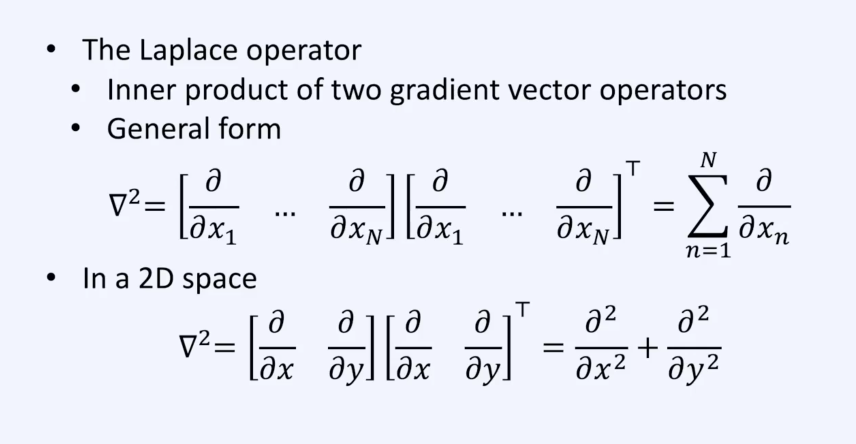 • The Laplace operator
• Inner product of two gradient vector operators
• General form
∇² = [∂/∂x₁ ... ∂/∂x_N][∂/∂x₁ ... ∂/∂x_N]^⊤ = ∑_{n=1}^{N} ∂/∂x_n
• In a 2D space
∇² = [∂/∂x ∂/∂y][∂/∂x ∂/∂y]^⊤ = ∂²/∂x² + ∂²/∂y²